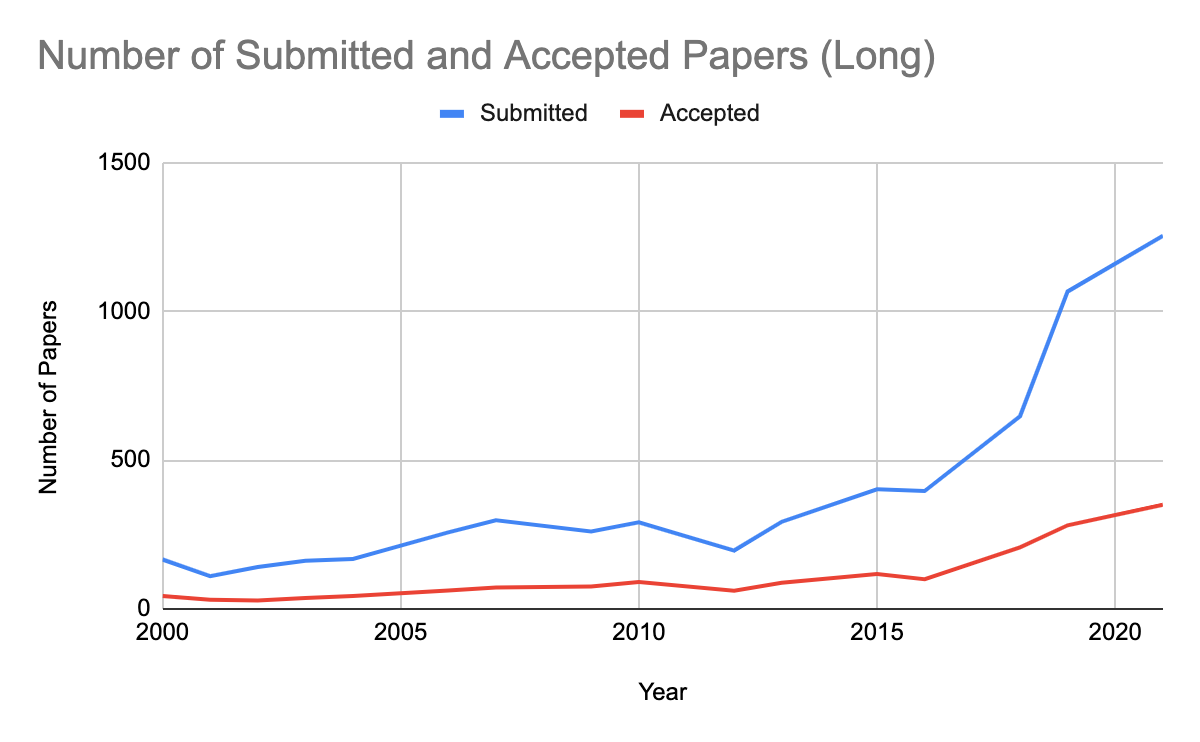 Number of Submitted and Accepted Papers (Long)
Submitted Accepted
1500
1000
500
0
Number of Papers
2000 2005 2010 2015 2020
Year